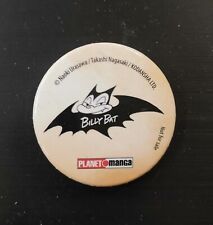 © Naoki Urasawa / Takashi Nagasaki / KODANSHA LTD.
BILLY BAT
Not for sale
PLANET MANGA